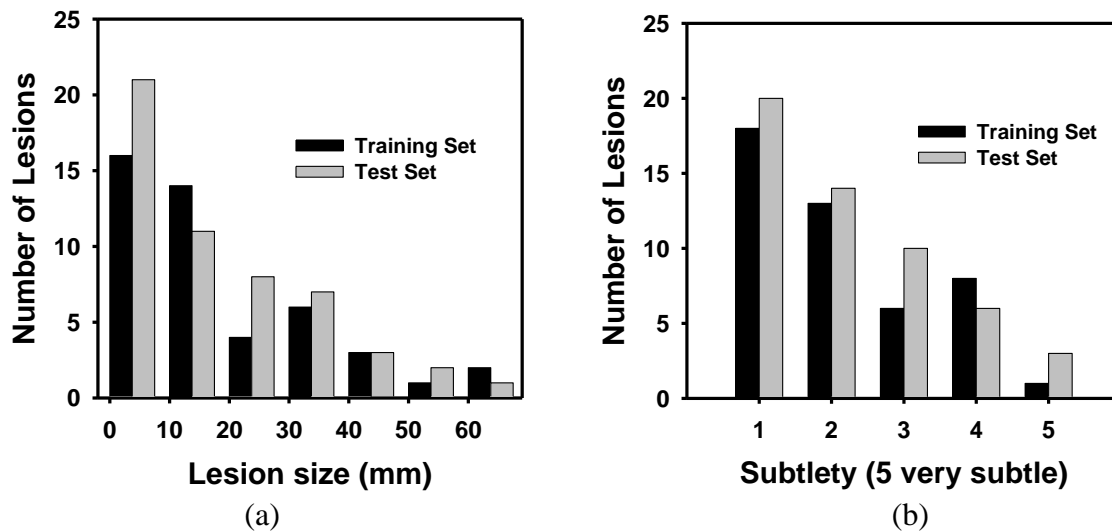 25
20
15
10
5
0
Number of Lesions
Training Set
Test Set
0 10 20 30 40 50 60
Lesion size (mm)
(a)
25
20
15
10
5
0
Number of Lesions
Training Set
Test Set
1 2 3 4 5
Subtlety (5 very subtle)
(b)